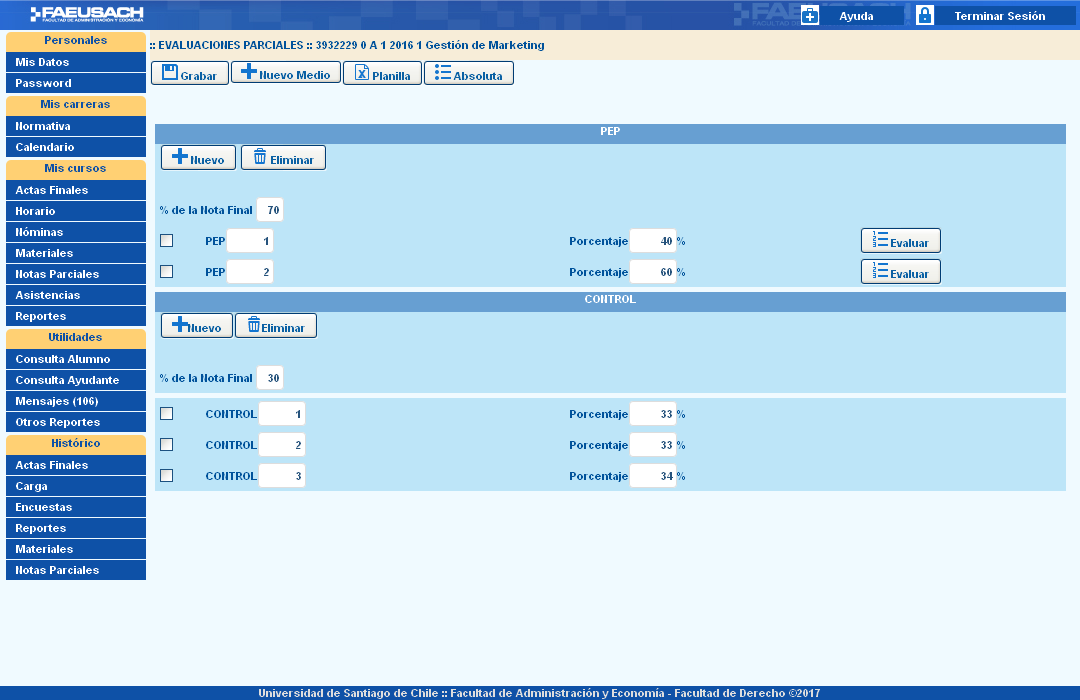 FAEUSACH
FACULTAD DE ADMINISTRACIÓN Y ECONOMÍA
Ayuda
Terminar Sesión
Personales
Mis Datos
Password
Mis carreras
Normativa
Calendario
Mis cursos
Actas Finales
Horario
Nóminas
Materiales
Notas Parciales
Asistencias
Reportes
Utilidades
Consulta Alumno
Consulta Ayudante
Mensajes (106)
Otros Reportes
Histórico
Actas Finales
Carga
Encuestas
Reportes
Materiales
Notas Parciales
:: EVALUACIONES PARCIALES :: 3932229 0 A 1 2016 1 Gestión de Marketing
Grabar Nuevo Medio Planilla Absoluta
PEP
Nuevo Eliminar
% de la Nota Final 70
PEP 1 Porcentaje 40 % Evaluar
PEP 2 Porcentaje 60 % Evaluar
CONTROL
Nuevo Eliminar
% de la Nota Final 30
CONTROL 1 Porcentaje 33 %
CONTROL 2 Porcentaje 33 %
CONTROL 3 Porcentaje 34 %
Universidad de Santiago de Chile :: Facultad de Administración y Economía - Facultad de Derecho ©2017